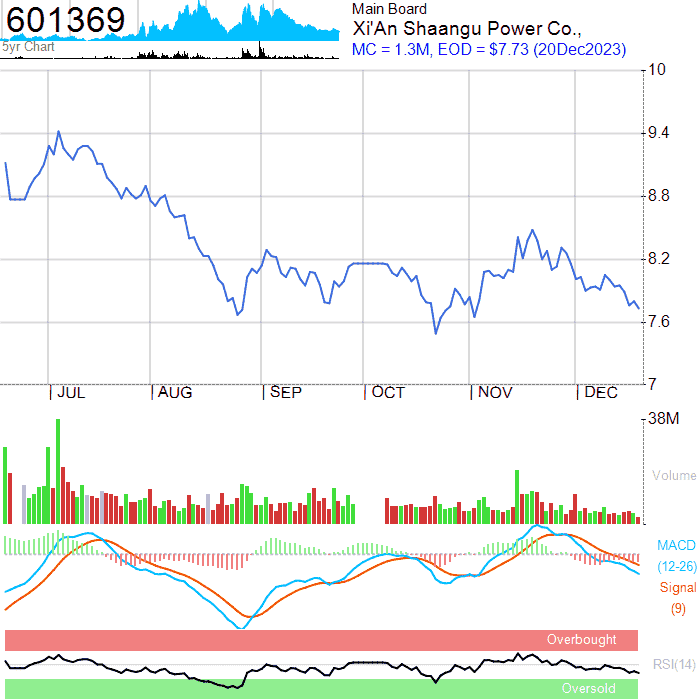 601369
5yr Chart
Main Board
Xi'An Shaangu Power Co.,
MC = 1.3M, EOD = $7.73 (20Dec2023)
10
9.4
8.8
8.2
7.6
7
JUL AUG SEP OCT NOV DEC
38M
Volume
MACD
(12-26)
Signal
(9)
Overbought
RSI(14)
Oversold